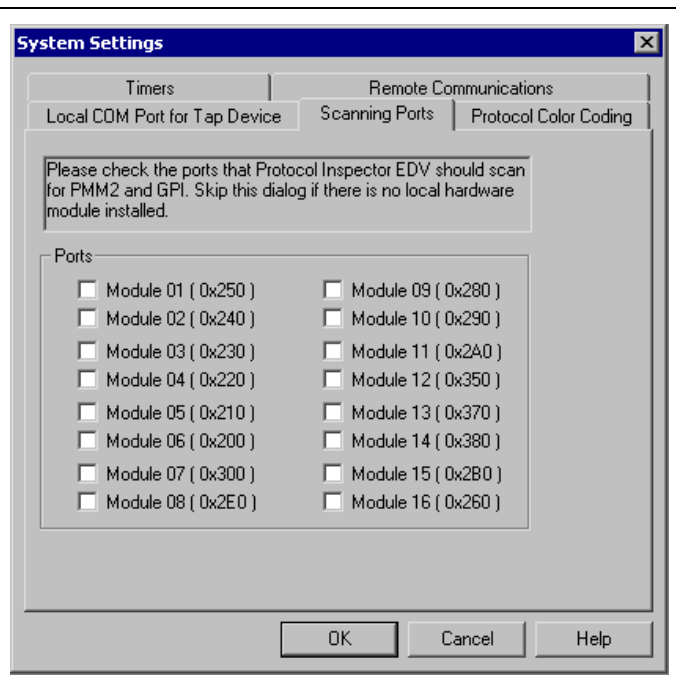 System Settings
Timers
Remote Communications
Local COM Port for Tap Device
Scanning Ports
Protocol Color Coding
Please check the ports that Protocol Inspector EDV should scan
for PMM2 and GPI. Skip this dialog if there is no local hardware
module installed.
Ports
Module 01 ( 0x250 )
Module 02 ( 0x240 )
Module 03 ( 0x230 )
Module 04 ( 0x220 )
Module 05 ( 0x210 )
Module 06 ( 0x200 )
Module 07 ( 0x300 )
Module 08 ( 0x2E0 )
Module 09 ( 0x280 )
Module 10 ( 0x290 )
Module 11 ( 0x2A0 )
Module 12 ( 0x350 )
Module 13 ( 0x370 )
Module 14 ( 0x380 )
Module 15 ( 0x2B0 )
Module 16 ( 0x260 )
OK
Cancel
Help